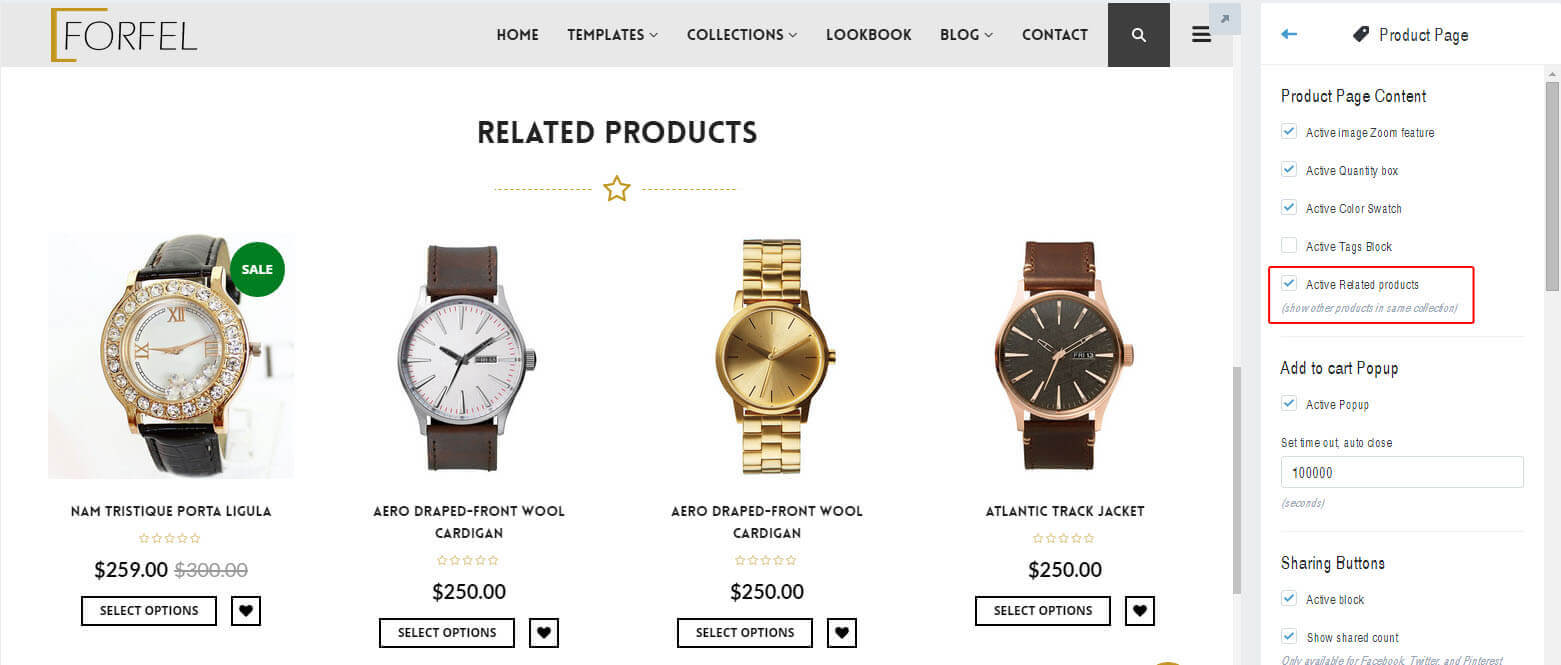 FORFEL
HOME TEMPLATES COLLECTIONS LOOKBOOK BLOG CONTACT
RELATED PRODUCTS
SALE
XII
IX
FRI 13
NAM TRISTIQUE PORTA LIGULA
$259.00 $300.00
SELECT OPTIONS
AERO DRAPED-FRONT WOOL
CARDIGAN
$250.00
SELECT OPTIONS
AERO DRAPED-FRONT WOOL
CARDIGAN
$250.00
SELECT OPTIONS
ATLANTIC TRACK JACKET
$250.00
SELECT OPTIONS
Product Page
Product Page Content
Active image Zoom feature
Active Quantity box
Active Color Swatch
Active Tags Block
Active Related products
(show other products in same collection)
Add to cart Popup
Active Popup
Set time out, auto close
100000
(seconds)
Sharing Buttons
Active block
Show shared count
Only available for Facebook, Twitter, and Pinterest